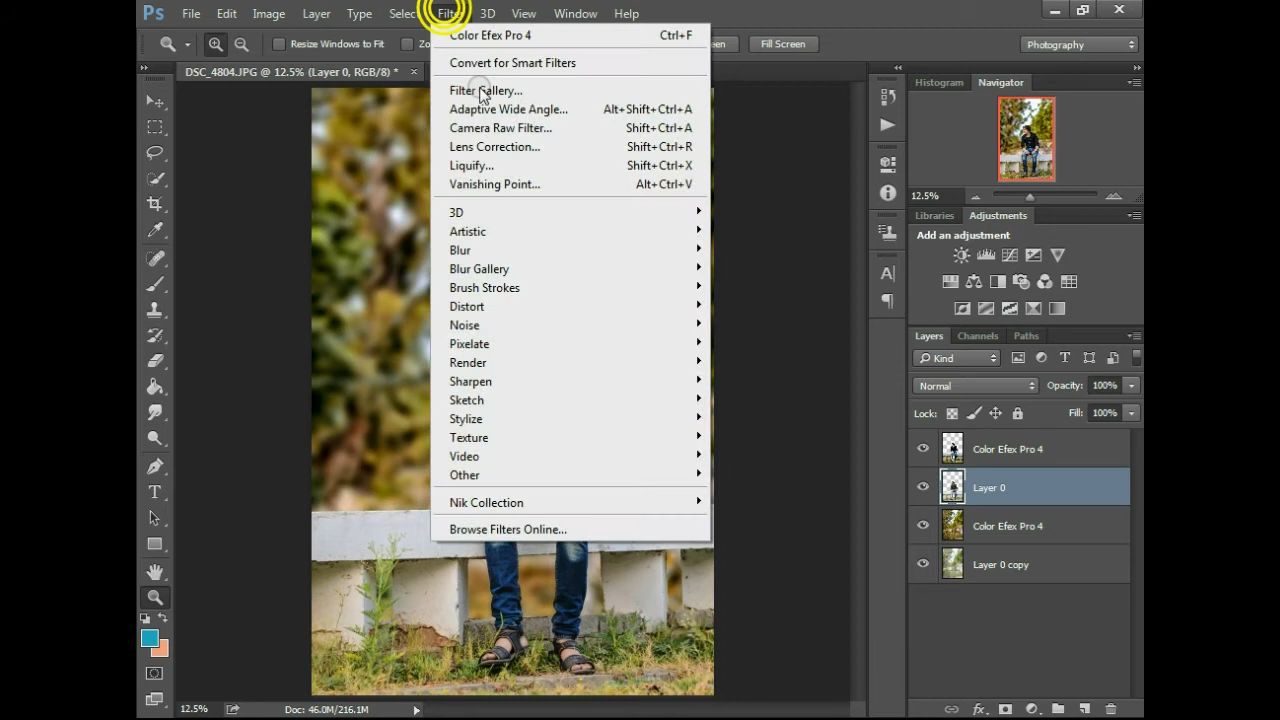 Ps File Edit Image Layer Type Select Filter 3D View Window Help
Resize Windows to Fit
Fill Screen
Photography
DSC_4804.JPG @ 12.5% (Layer 0, RGB/8) *
Color Efex Pro 4 Ctrl+F
Convert for Smart Filters
Filter Gallery...
Adaptive Wide Angle... Alt+Shift+Ctrl+A
Camera Raw Filter... Shift+Ctrl+A
Lens Correction... Shift+Ctrl+R
Liquify... Shift+Ctrl+X
Vanishing Point... Alt+Ctrl+V
3D
Artistic
Blur
Blur Gallery
Brush Strokes
Distort
Noise
Pixelate
Render
Sharpen
Sketch
Stylize
Texture
Video
Other
Nik Collection
Browse Filters Online...
Histogram Navigator
12.5%
Libraries Adjustments
Add an adjustment
Layers Channels Paths
Kind
Normal Opacity: 100%
Lock: Fill: 100%
Color Efex Pro 4
Layer 0
Color Efex Pro 4
Layer 0 copy
12.5% Doc: 46.0M/216.1M